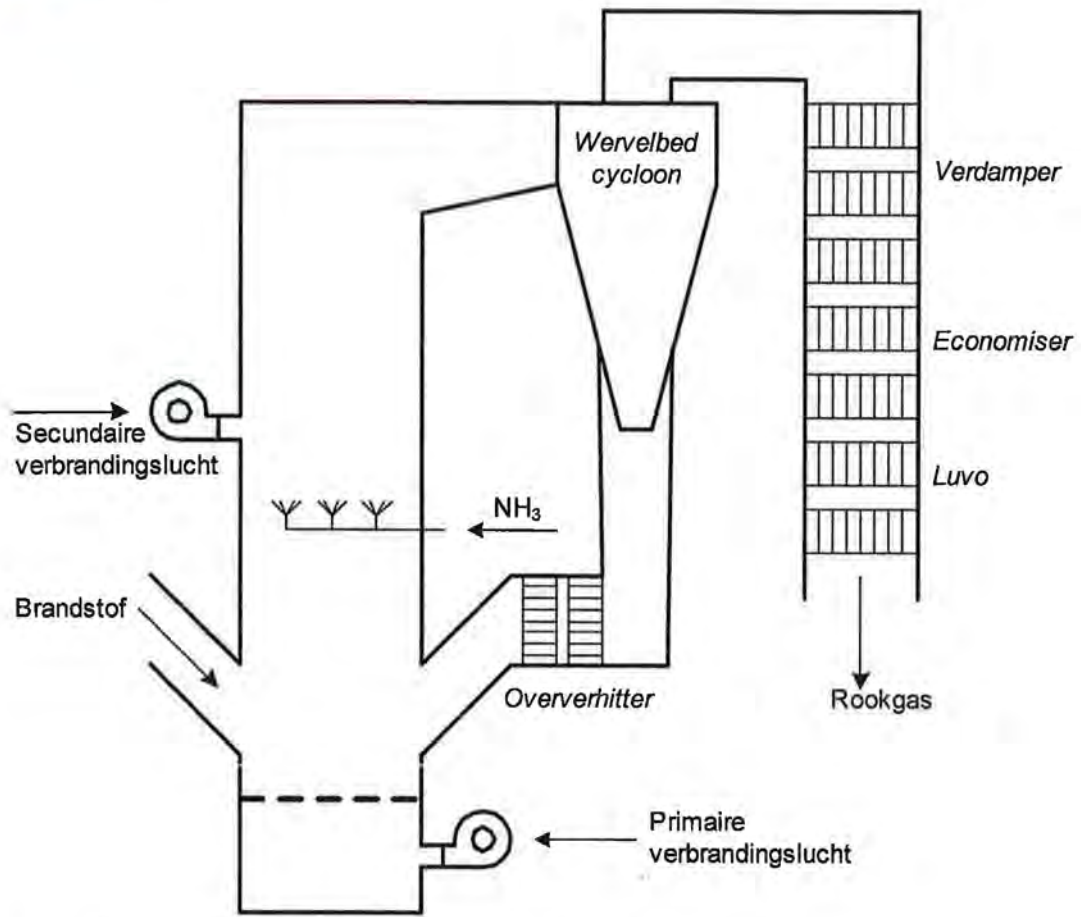 Wervelbed
cycloon
Verdamper
Economiser
Secundaire
verbrandingslucht
Luvo
NH₃
Brandstof
Oververhitter
Rookgas
Primaire
verbrandingslucht